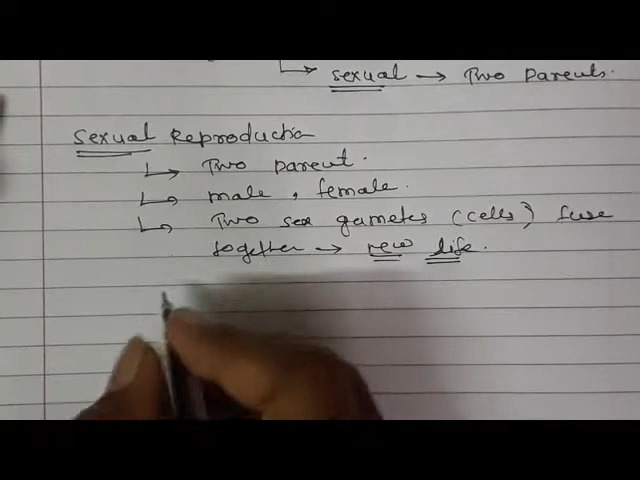 ↳ sexual → Two Parents.
Sexual Reproduction
↳ Two parent.
↳ male, female.
↳ Two sex gametes (cells) fuse
together → new life.